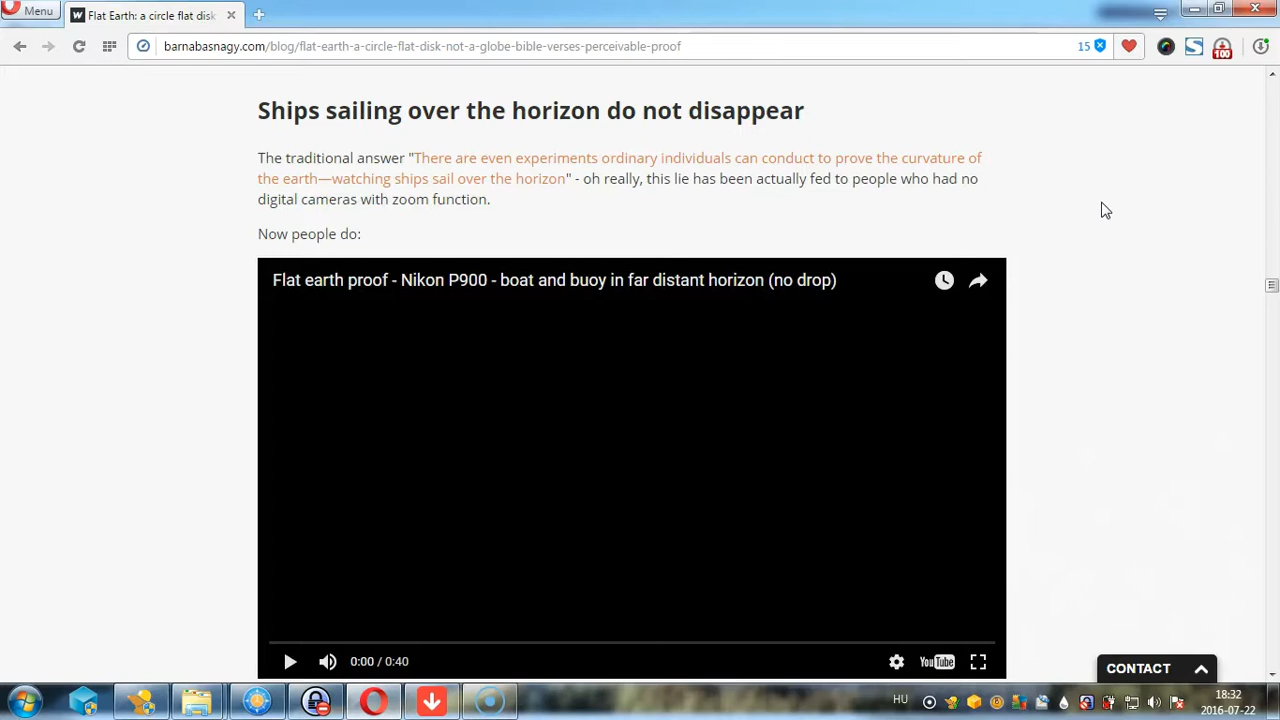 Menu
Flat Earth: a circle flat disk
barnabasnagy.com/blog/flat-earth-a-circle-flat-disk-not-a-globe-bible-verses-perceivable-proof
15
100
Ships sailing over the horizon do not disappear
The traditional answer "There are even experiments ordinary individuals can conduct to prove the curvature of
the earth—watching ships sail over the horizon" - oh really, this lie has been actually fed to people who had no
digital cameras with zoom function.
Now people do:
Flat earth proof - Nikon P900 - boat and buoy in far distant horizon (no drop)
0:00 / 0:40
YouTube
CONTACT
HU
18:32
2016-07-22